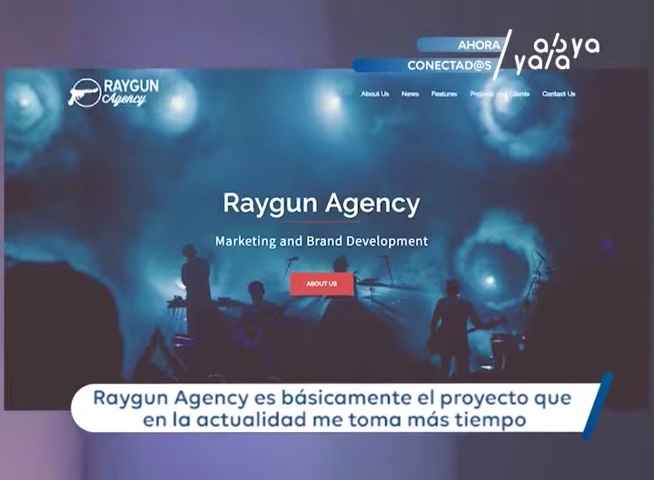 AHORA
CONECTAD@S
abya
yala
RAYGUN
Agency
About Us News Features Contact Us
Raygun Agency
Marketing and Brand Development
ABOUT US
Raygun Agency es básicamente el proyecto que
en la actualidad me toma más tiempo